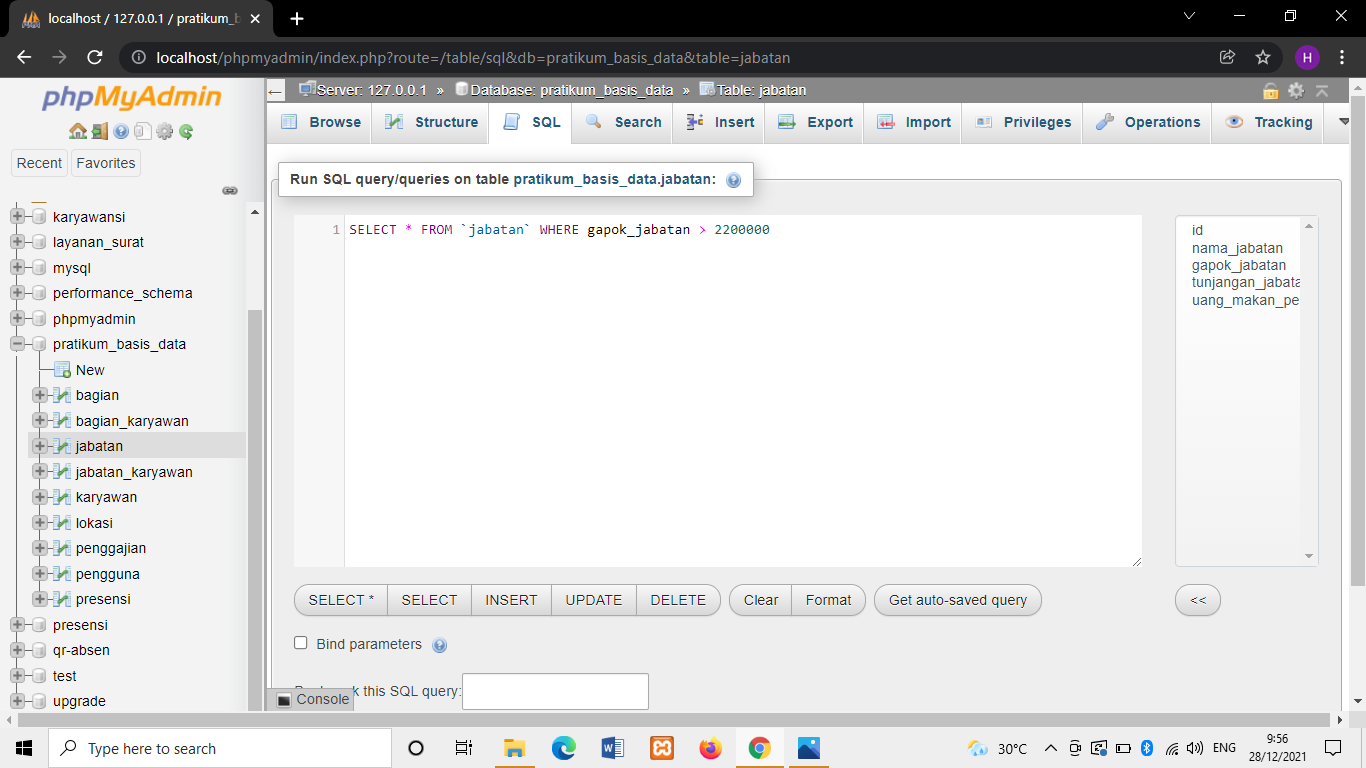 localhost / 127.0.0.1 / pratikum_b
localhost/phpmyadmin/index.php?route=/table/sql&db=pratikum_basis_data&table=jabatan
H
phpMyAdmin
Recent
Favorites
karyawansi
layanan_surat
mysql
performance_schema
phpmyadmin
pratikum_basis_data
New
bagian
bagian_karyawan
jabatan
jabatan_karyawan
karyawan
lokasi
penggajian
pengguna
presensi
presensi
qr-absen
test
upgrade
Server: 127.0.0.1 » Database: pratikum_basis_data » Table: jabatan
Browse
Structure
SQL
Search
Insert
Export
Import
Privileges
Operations
Tracking
Run SQL query/queries on table pratikum_basis_data.jabatan:
1 SELECT * FROM `jabatan` WHERE gapok_jabatan > 2200000
id
nama_jabatan
gapok_jabatan
tunjangan_jabata
uang_makan_pe
SELECT *
SELECT
INSERT
UPDATE
DELETE
Clear
Format
Get auto-saved query
<<
Bind parameters
k this SQL query:
Console
Type here to search
30°C
ENG
9:56
28/12/2021